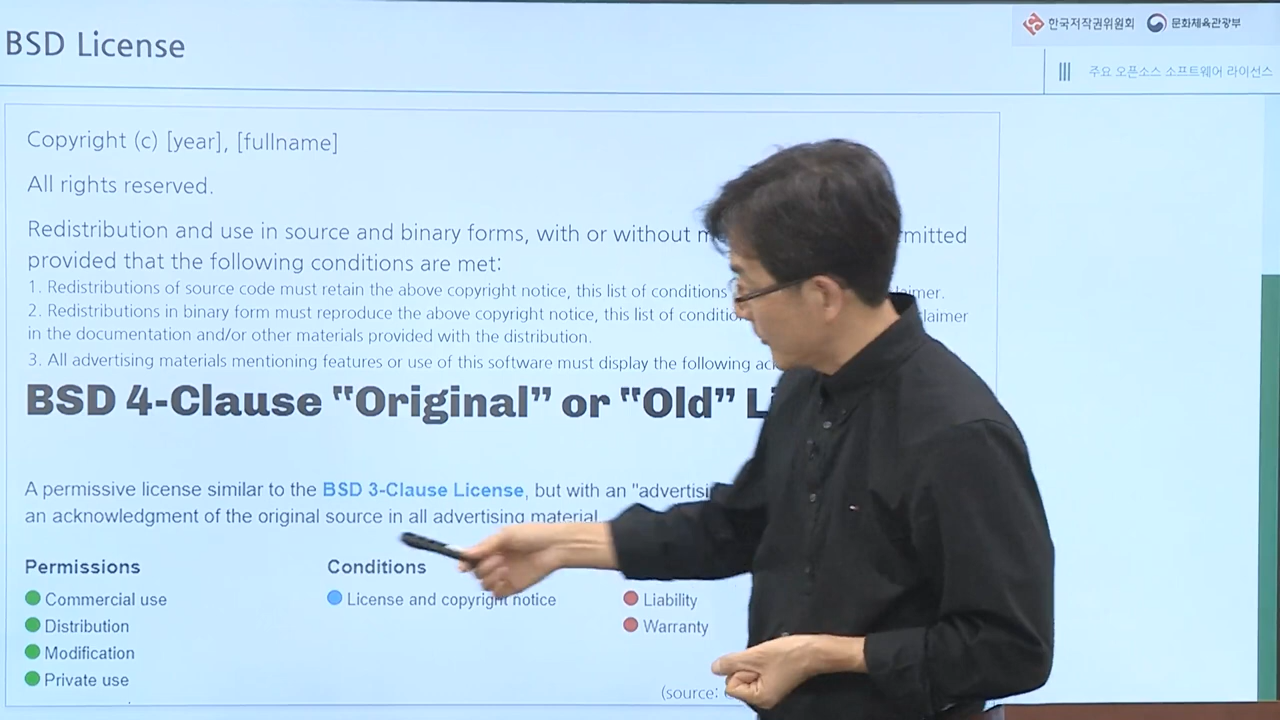 BSD License
한국저작권위원회 문화체육관광부
주요 오픈소스 소프트웨어 라이선스
Copyright (c) [year], [fullname]
All rights reserved.
Redistribution and use in source and binary forms, with or without
provided that the following conditions are met:
1. Redistributions of source code must retain the above copyright notice, this list of conditions
2. Redistributions in binary form must reproduce the above copyright notice, this list of
in the documentation and/or other materials provided with the distribution.
3. All advertising materials mentioning features or use of this software must display the following
BSD 4-Clause "Original" or "Old"
A permissive license similar to the BSD 3-Clause License, but with an
an acknowledgment of the original source in all advertising material.
Permissions
Commercial use
Distribution
Modification
Private use
Conditions
License and copyright notice
Liability
Warranty
(source: